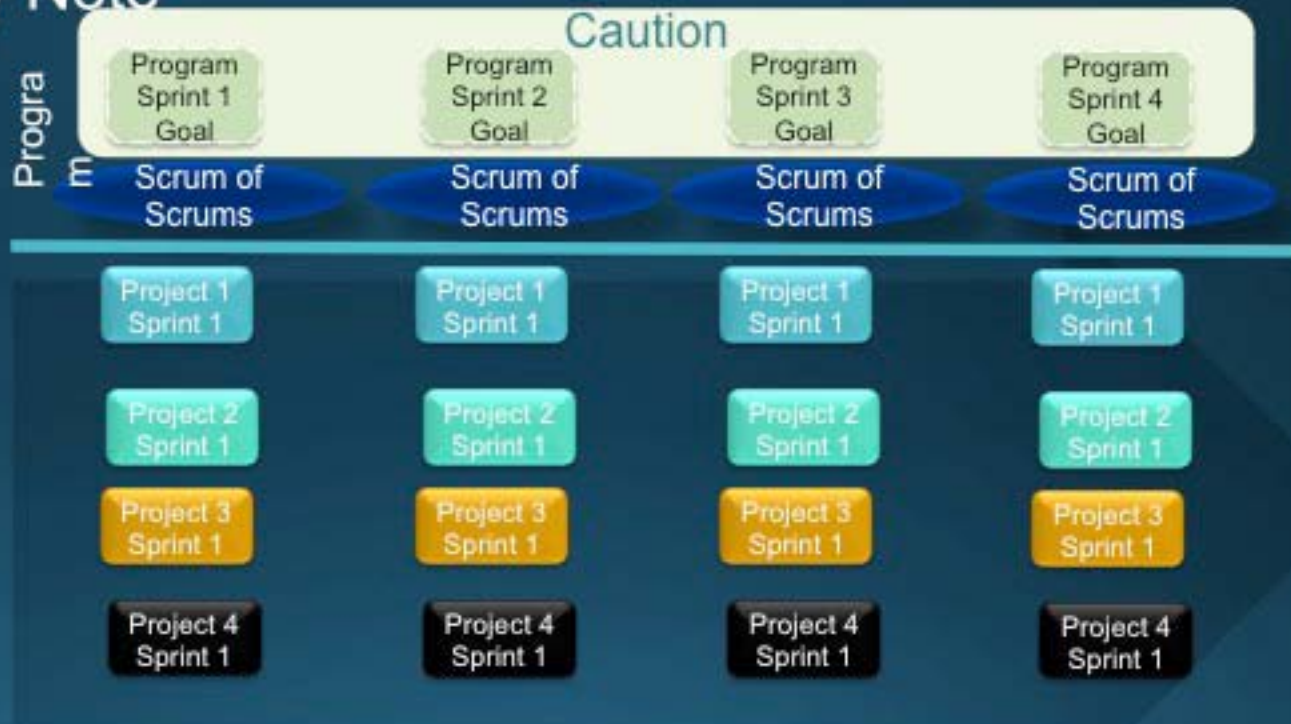 Note
Caution
Program
Program
Sprint 1
Goal
Program
Sprint 2
Goal
Program
Sprint 3
Goal
Program
Sprint 4
Goal
Scrum of
Scrums
Scrum of
Scrums
Scrum of
Scrums
Scrum of
Scrums
Project 1
Sprint 1
Project 1
Sprint 1
Project 1
Sprint 1
Project 1
Sprint 1
Project 2
Sprint 1
Project 2
Sprint 1
Project 2
Sprint 1
Project 2
Sprint 1
Project 3
Sprint 1
Project 3
Sprint 1
Project 3
Sprint 1
Project 3
Sprint 1
Project 4
Sprint 1
Project 4
Sprint 1
Project 4
Sprint 1
Project 4
Sprint 1